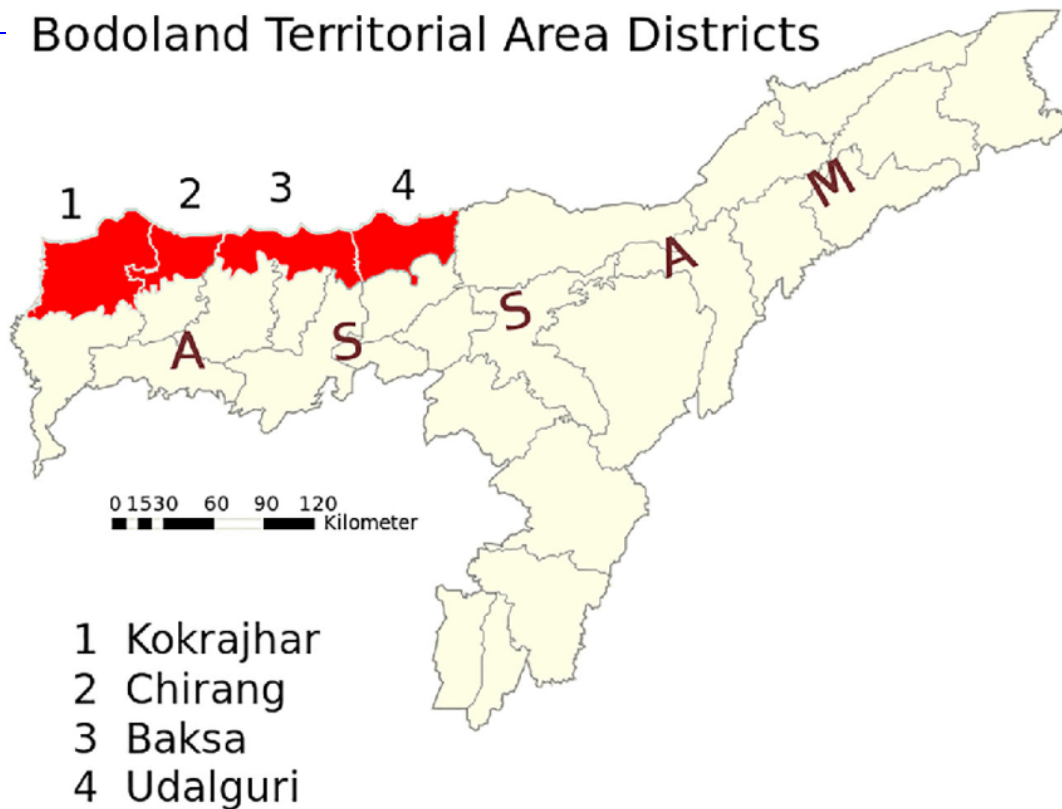 Bodoland Territorial Area Districts
1 2 3 4
A S S A M
0 15 30 60 90 120
Kilometer
1 Kokrajhar
2 Chirang
3 Baksa
4 Udalguri